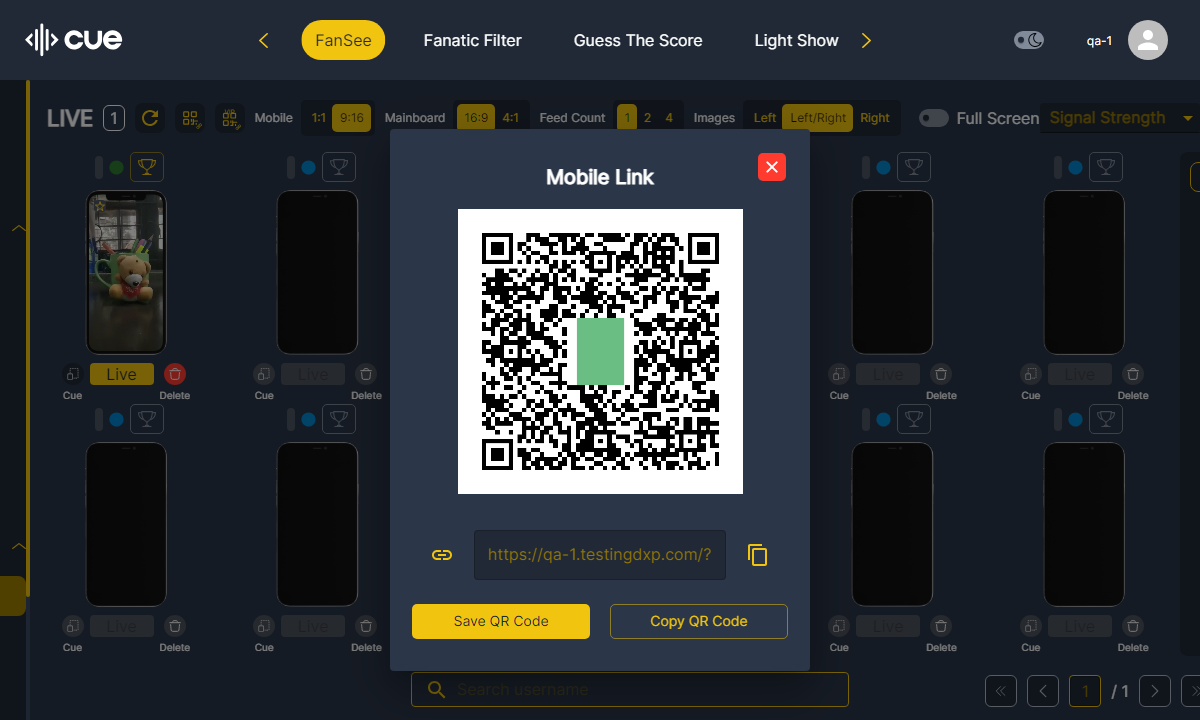 cue
FanSee
Fanatic Filter
Guess The Score
Light Show
qa-1
LIVE 1
Mobile 1:1 9:16
Mainboard 16:9 4:1
Feed Count 1 2 4
Images Left Left/Right Right
Full Screen
Signal Strength
Mobile Link
Live
Live
Live
Live
Cue Delete
Cue Delete
Cue Delete
Cue Delete
https://qa-1.testingdxp.com/?
Save QR Code
Copy QR Code
Live
Live
Live
Live
Cue Delete
Cue Delete
Cue Delete
Cue Delete
Search username
1 / 1